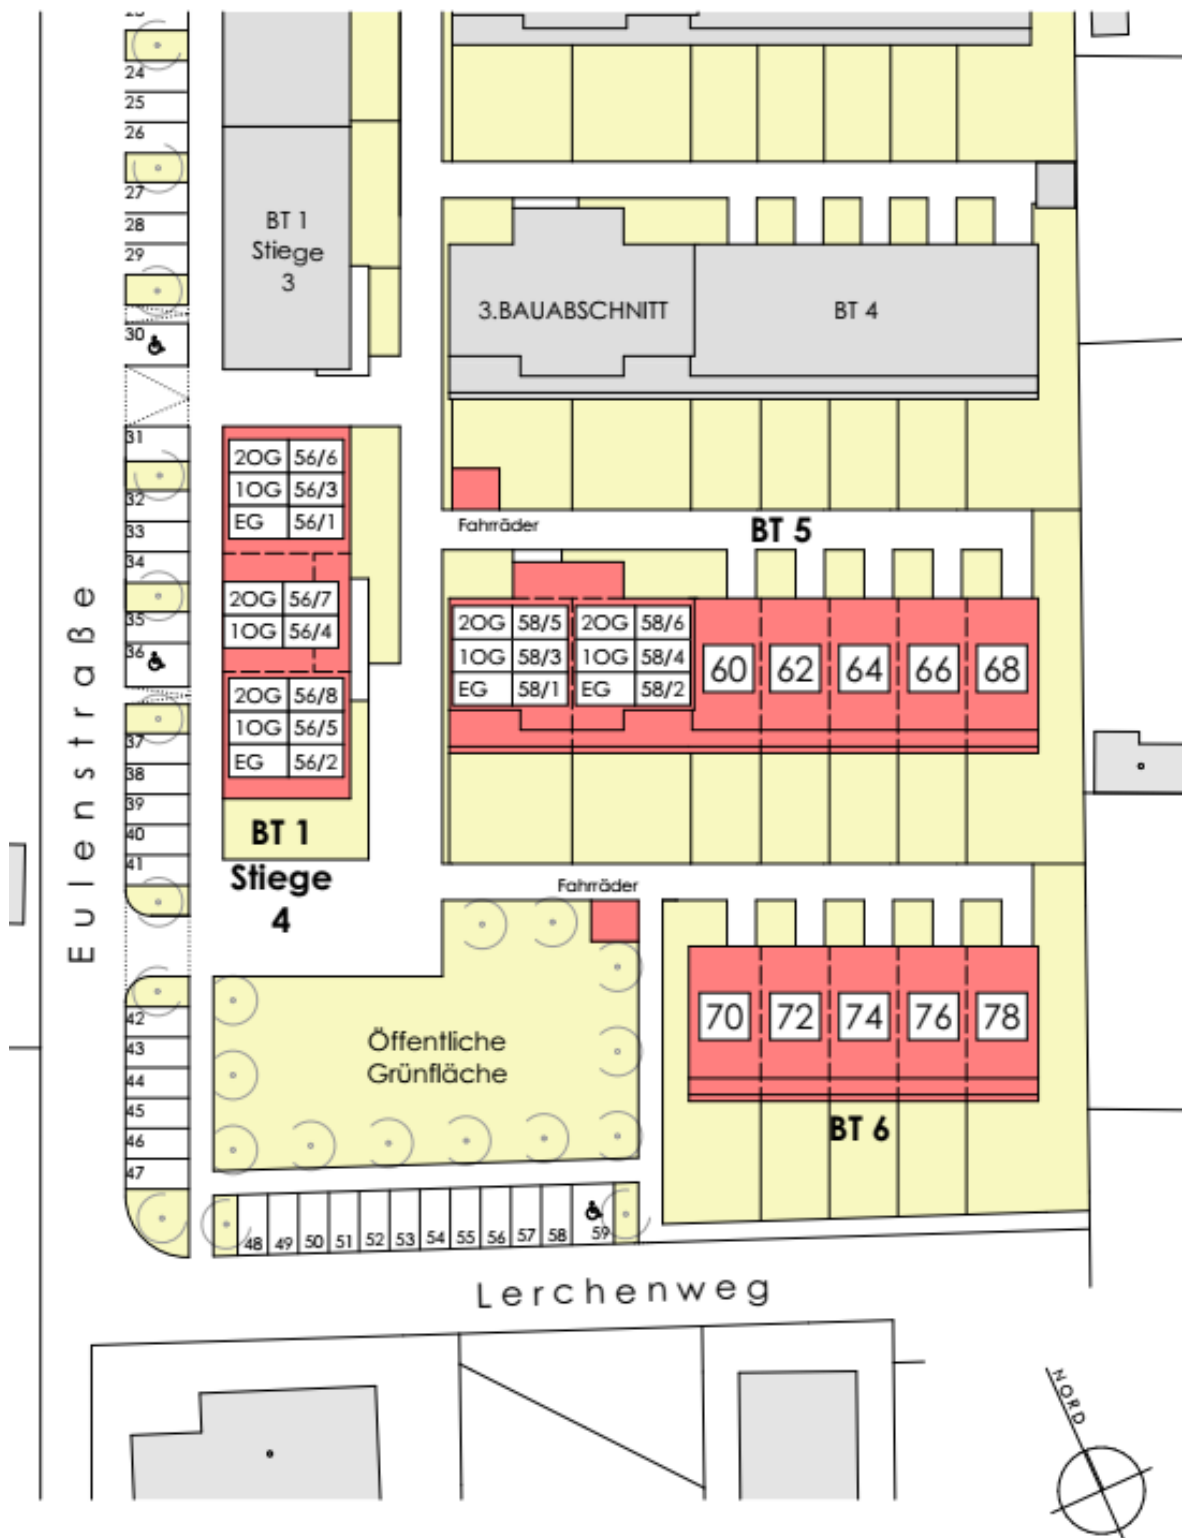 23
24
25
26
27
28
29
30
BT 1
Stiege
3
3.BAUABSCHNITT
BT 4
31
32
33
34
35
36
37
38
39
40
41
2OG 56/6
1OG 56/3
EG 56/1
2OG 56/7
1OG 56/4
2OG 56/8
1OG 56/5
EG 56/2
BT 1
Stiege
4
Eulenstraße
Fahrräder
BT 5
2OG 58/5 2OG 58/6
1OG 58/3 1OG 58/4
EG 58/1 EG 58/2
60 62 64 66 68
Fahrräder
70 72 74 76 78
BT 6
Öffentliche
Grünfläche
42
43
44
45
46
47
48 49 50 51 52 53 54 55 56 57 58 59
Lerchenweg
NORD